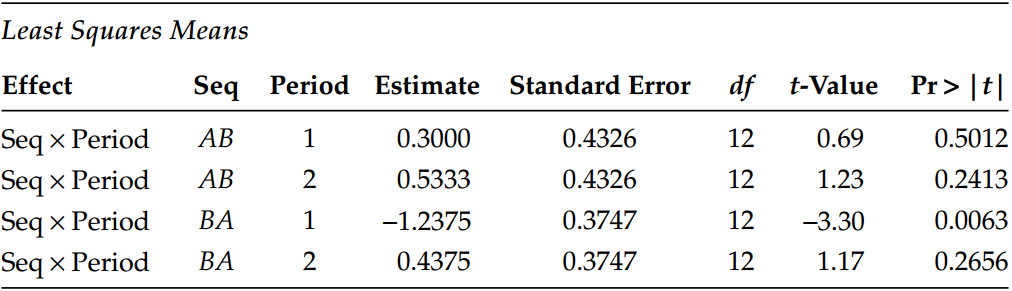 Least Squares Means
Effect Seq Period Estimate Standard Error df t-Value Pr > |t|
Seq × Period AB 1 0.3000 0.4326 12 0.69 0.5012
Seq × Period AB 2 0.5333 0.4326 12 1.23 0.2413
Seq × Period BA 1 –1.2375 0.3747 12 –3.30 0.0063
Seq × Period BA 2 0.4375 0.3747 12 1.17 0.2656